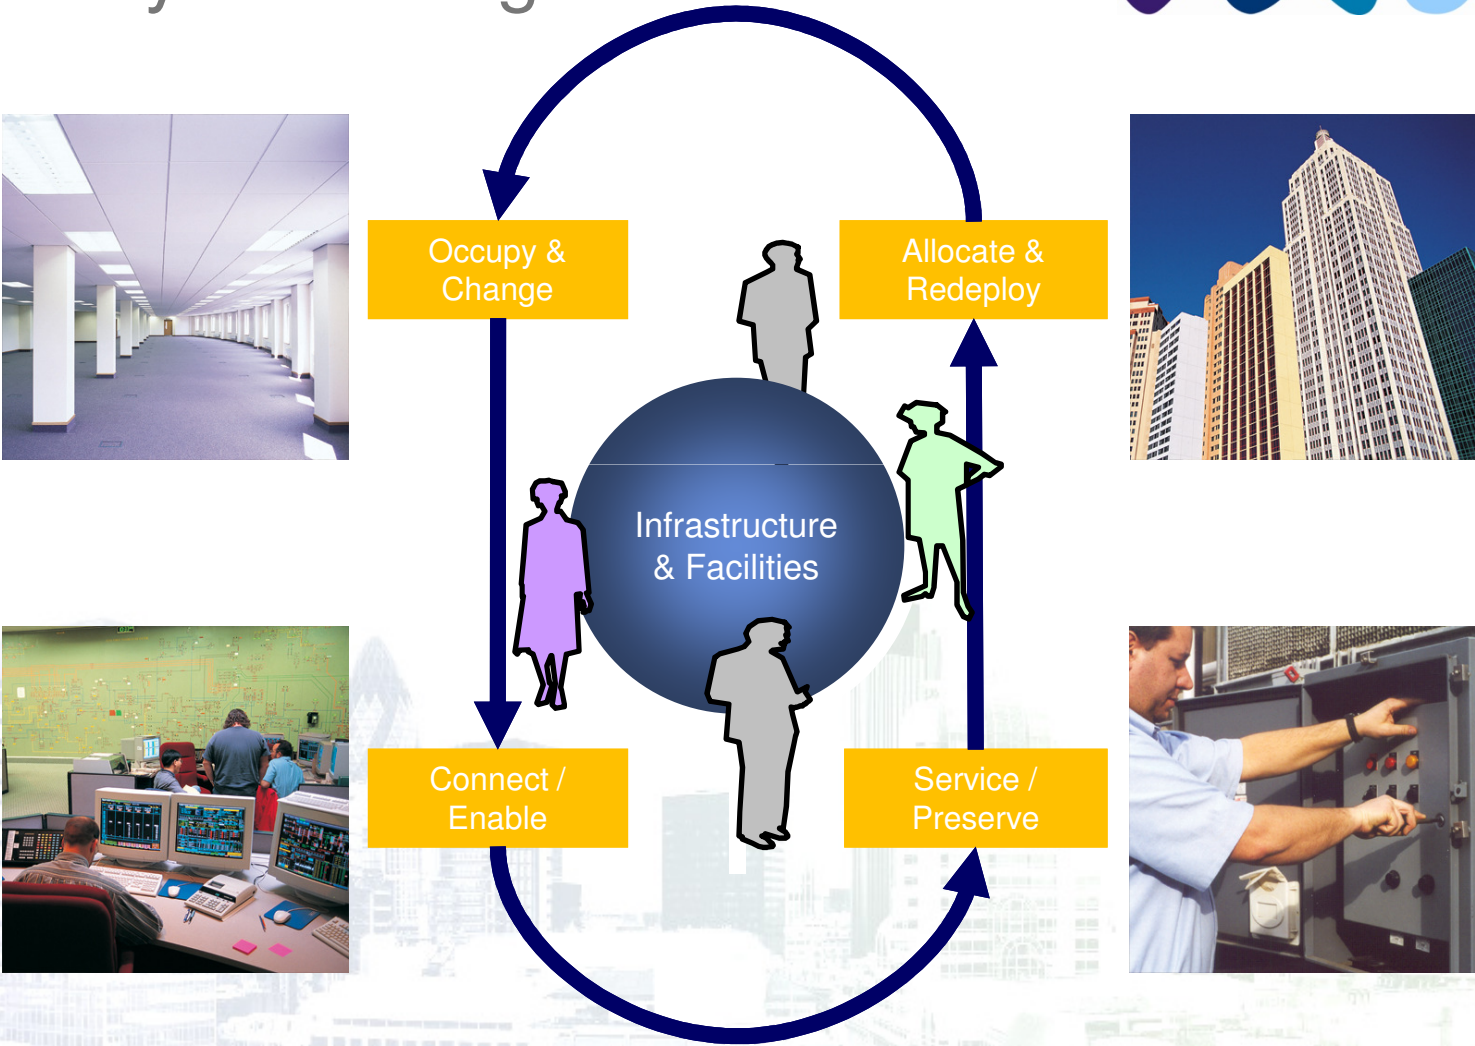 Occupy &
Change
Allocate &
Redeploy
Infrastructure
& Facilities
Connect /
Enable
Service /
Preserve